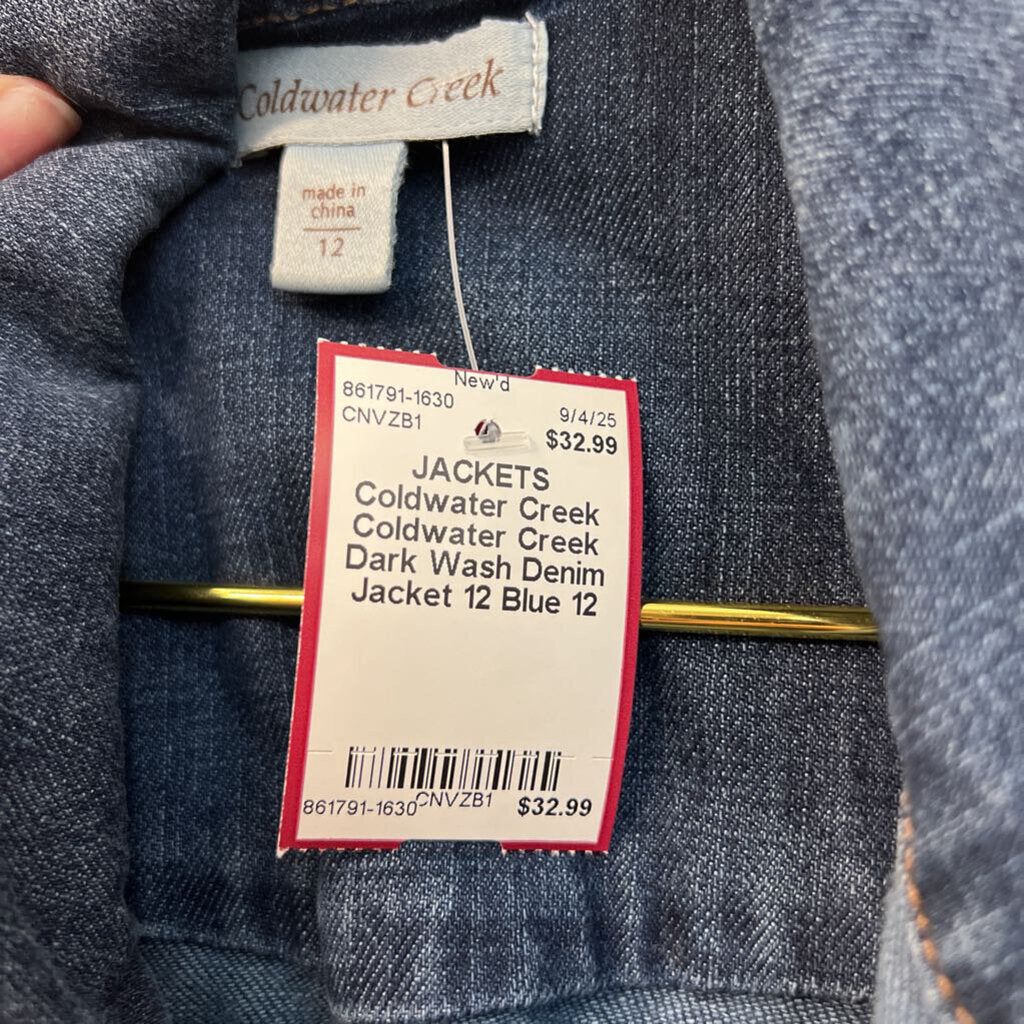 Coldwater Creek
made in
china
12
New'd
861791-1630
CNVZB1
9/4/25
$32.99
JACKETS
Coldwater Creek
Coldwater Creek
Dark Wash Denim
Jacket 12 Blue 12
861791-1630 CNVZB1 $32.99